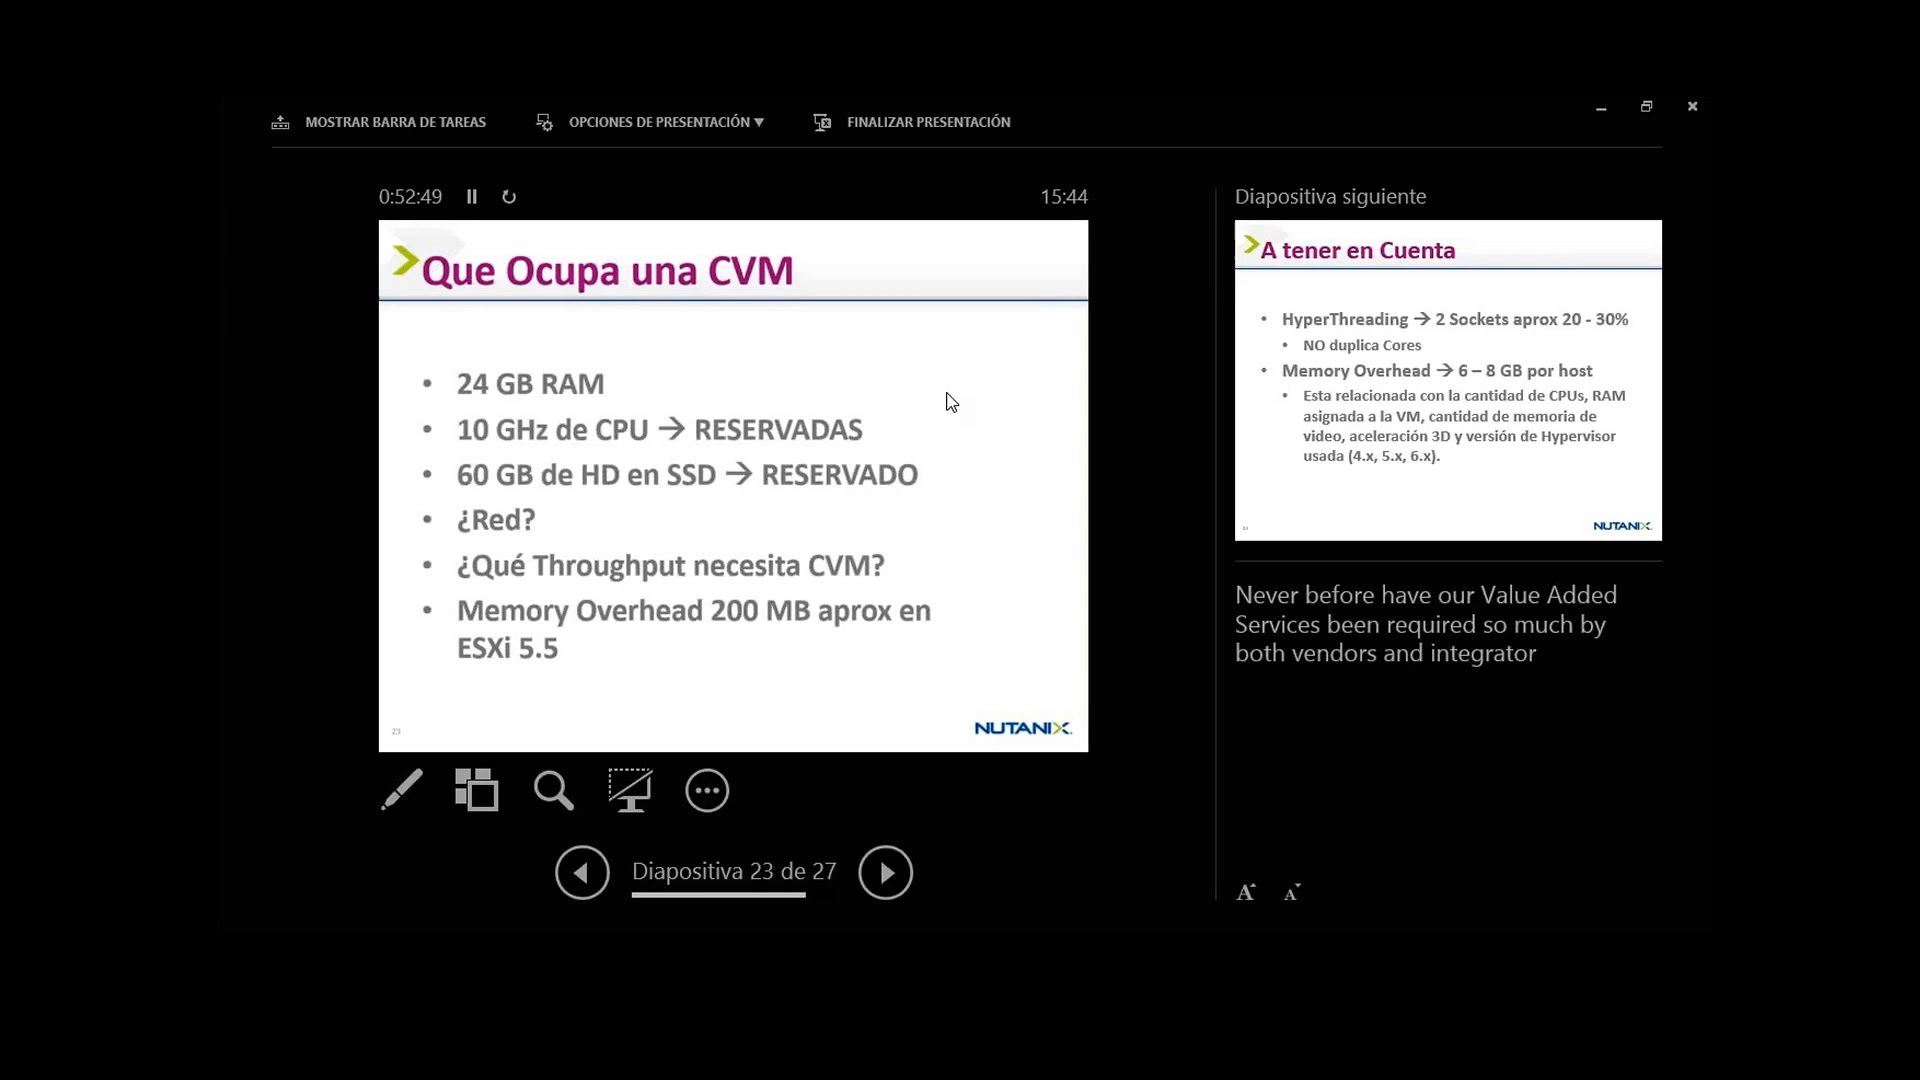 MOSTRAR BARRA DE TAREAS
OPCIONES DE PRESENTACIÓN
FINALIZAR PRESENTACIÓN
0:52:49
15:44
Que Ocupa una CVM
• 24 GB RAM
• 10 GHz de CPU → RESERVADAS
• 60 GB de HD en SSD → RESERVADO
• ¿Red?
• ¿Qué Throughput necesita CVM?
• Memory Overhead 200 MB aprox en
ESXi 5.5
23
NUTANIX
Diapositiva 23 de 27
Diapositiva siguiente
A tener en Cuenta
• HyperThreading → 2 Sockets aprox 20 - 30%
• NO duplica Cores
• Memory Overhead → 6 – 8 GB por host
• Esta relacionada con la cantidad de CPUs, RAM
asignada a la VM, cantidad de memoria de
video, aceleración 3D y versión de Hypervisor
usada (4.x, 5.x, 6.x).
NUTANIX
Never before have our Value Added
Services been required so much by
both vendors and integrator
A A